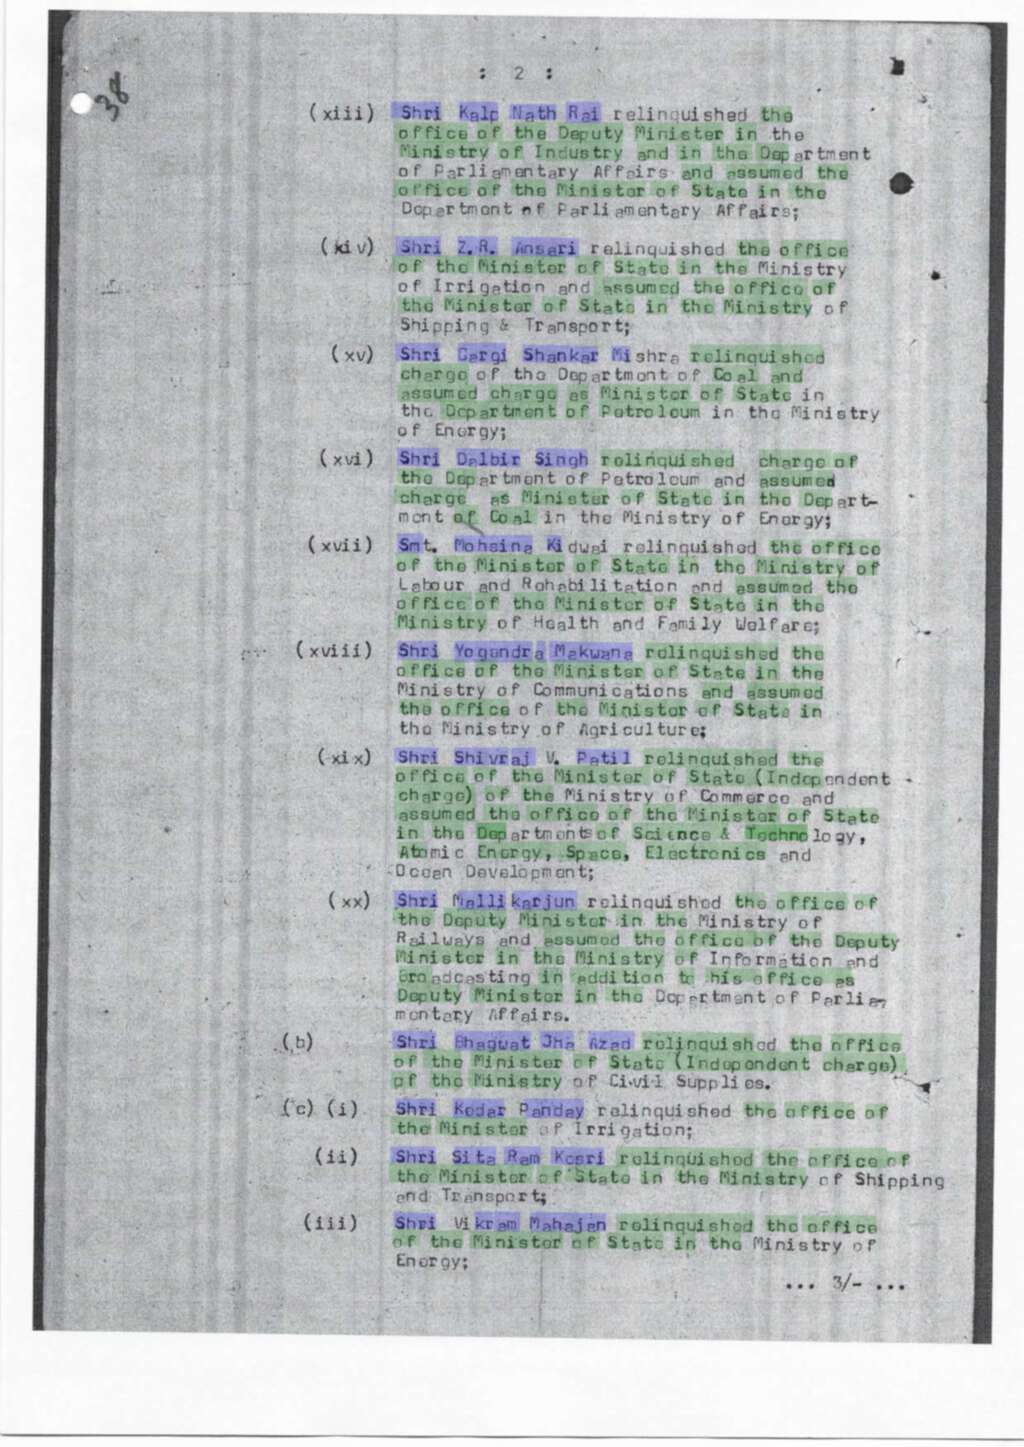 : 2 :
38
(xiii) Shri Kalp Nath Rai relinquished the
office of the Deputy Minister in the
Ministry of Industry and in the Department
of Parliamentary Affairs and assumed the
office of the Minister of State in the
Department of Parliamentary Affairs;
(xiv) Shri Z.R. Ansari relinquished the office
of the Minister of State in the Ministry
of Irrigation and assumed the office of
the Minister of State in the Ministry of
Shipping & Transport;
(xv) Shri Gargi Shankar Mishra relinquished
charge of the Department of Coal and
assumed charge as Minister of State in
the Department of Petroleum in the Ministry
of Energy;
(xvi) Shri Dalbir Singh relinquished charge of
the Department of Petroleum and assumed
charge as Minister of State in the Depart-
ment of Coal in the Ministry of Energy;
(xvii) Smt. Mohsina Kidwai relinquished the office
of the Minister of State in the Ministry of
Labour and Rehabilitation and assumed the
office of the Minister of State in the
Ministry of Health and Family Welfare;
(xviii) Shri Yogendra Makwana relinquished the
office of the Minister of State in the
Ministry of Communications and assumed
the office of the Minister of State in
the Ministry of Agriculture;
(xix) Shri Shivraj V. Patil relinquished the
office of the Minister of State (Independent
charge) of the Ministry of Commerce and
assumed the office of the Minister of State
in the Departments of Science & Technology,
Atomic Energy, Space, Electronics and
Ocean Development;
(xx) Shri Mallikarjun relinquished the office of
the Deputy Minister in the Ministry of
Railways and assumed the office of the Deputy
Minister in the Ministry of Information and
Broadcasting in addition to his office as
Deputy Minister in the Department of Parlia-
mentary Affairs.
(b) Shri Bhagwat Jha Azad relinquished the office
of the Minister of State (Independent charge)
of the Ministry of Civil Supplies.
(c) (i) Shri Kedar Panday relinquished the office of
the Minister of Irrigation;
(ii) Shri Sita Ram Kesri relinquished the office of
the Minister of State in the Ministry of Shipping
and Transport;
(iii) Shri Vikram Mahajan relinquished the office
of the Minister of State in the Ministry of
Energy;
... 3/- ...